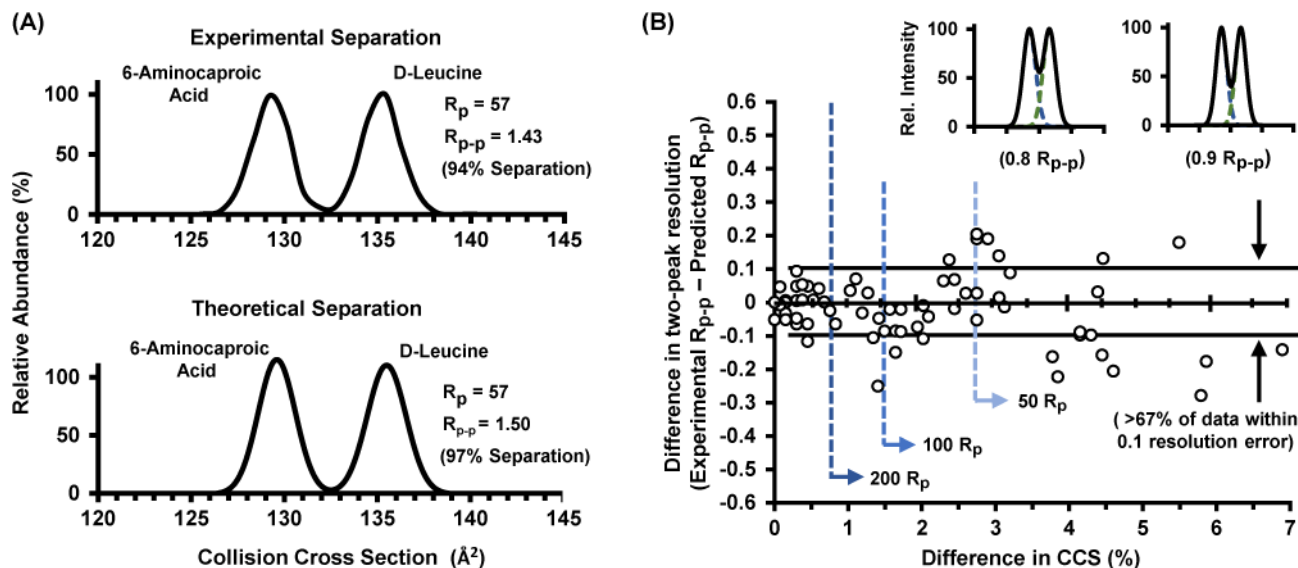 (A)
Experimental Separation
6-Aminocaproic
Acid
D-Leucine
Rp = 57
Rp-p = 1.43
(94% Separation)
100
50
0
120 125 130 135 140 145
Theoretical Separation
6-Aminocaproic
Acid
D-Leucine
Rp = 57
Rp-p = 1.50
(97% Separation)
100
50
0
120 125 130 135 140 145
Relative Abundance (%)
Collision Cross Section (Å²)
(B)
Rel. Intensity
100
50
0
(0.8 Rp-p)
100
50
0
(0.9 Rp-p)
Difference in two-peak resolution
(Experimental Rp-p – Predicted Rp-p)
0.6
0.5
0.4
0.3
0.2
0.1
0
-0.1
-0.2
-0.3
-0.4
-0.5
-0.6
50 Rp
100 Rp
200 Rp
( >67% of data within
0.1 resolution error)
0 1 2 3 4 5 6 7
Difference in CCS (%)